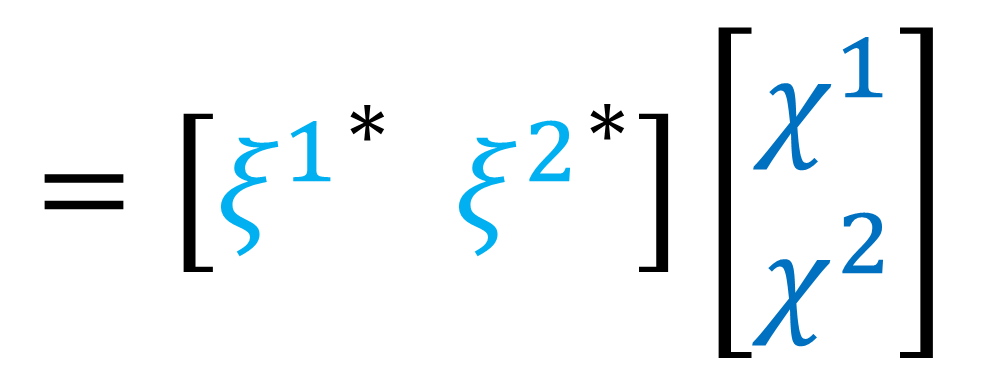 = [ξ¹* ξ²*] [χ¹
χ²]